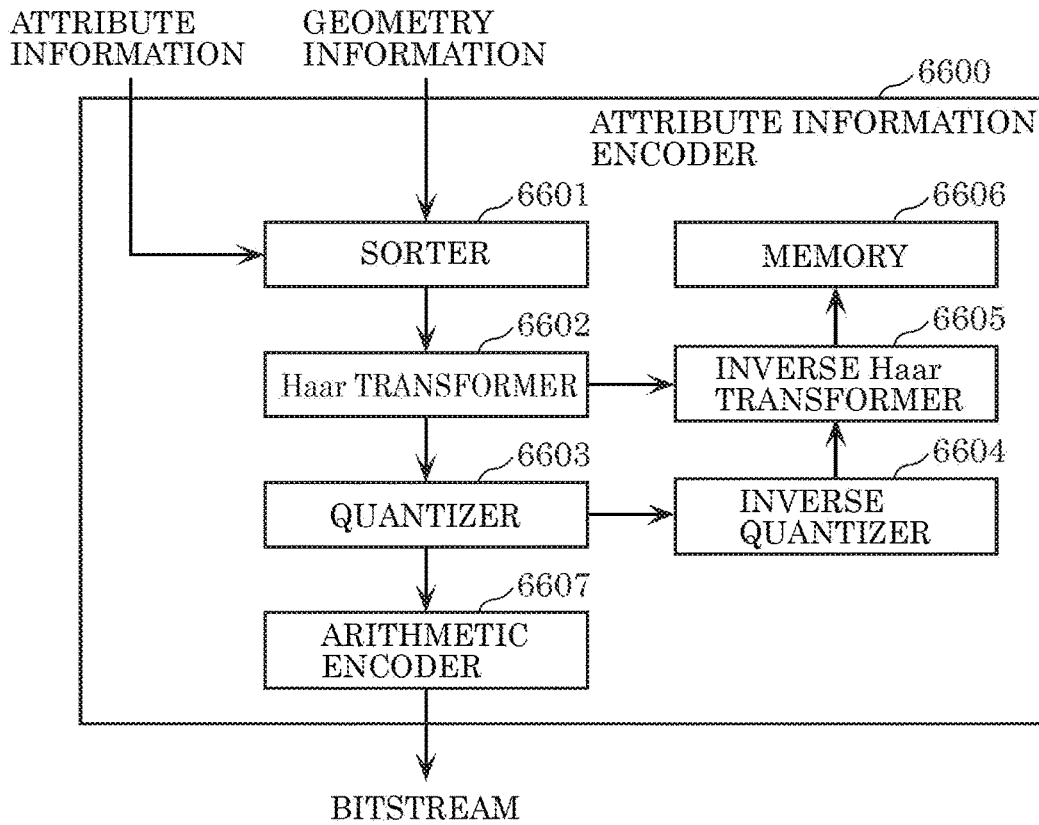 ATTRIBUTE
INFORMATION
GEOMETRY
INFORMATION
6600
ATTRIBUTE INFORMATION
ENCODER
6601
SORTER
6606
MEMORY
6602
Haar TRANSFORMER
6605
INVERSE Haar
TRANSFORMER
6603
QUANTIZER
6604
INVERSE
QUANTIZER
6607
ARITHMETIC
ENCODER
BITSTREAM